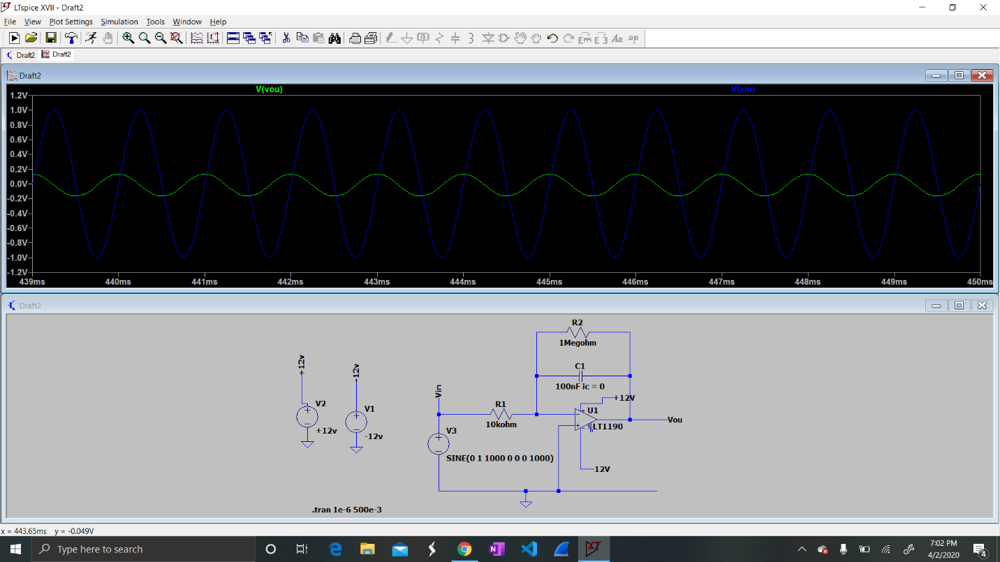 LTspice XVII - Draft2
File View Plot Settings Simulation Tools Window Help
Draft2 Draft2
Draft2
V(vou) V(vin)
1.2V
1.0V
0.8V
0.6V
0.4V
0.2V
0.0V
-0.2V
-0.4V
-0.6V
-0.8V
-1.0V
-1.2V
439ms 440ms 441ms 442ms 443ms 444ms 445ms 446ms 447ms 448ms 449ms 450ms
Draft2
R2
1Megohm
C1
100nF ic = 0
+12v
-12v
Vin
V2
+12v
V1
-12v
R1
10kohm
+12V
U1
LT1190
Vou
V3
SINE(0 1 1000 0 0 0 1000)
12V
.tran 1e-6 500e-3
x = 443.65ms y = -0.049V
Type here to search
7:02 PM
4/2/2020
4